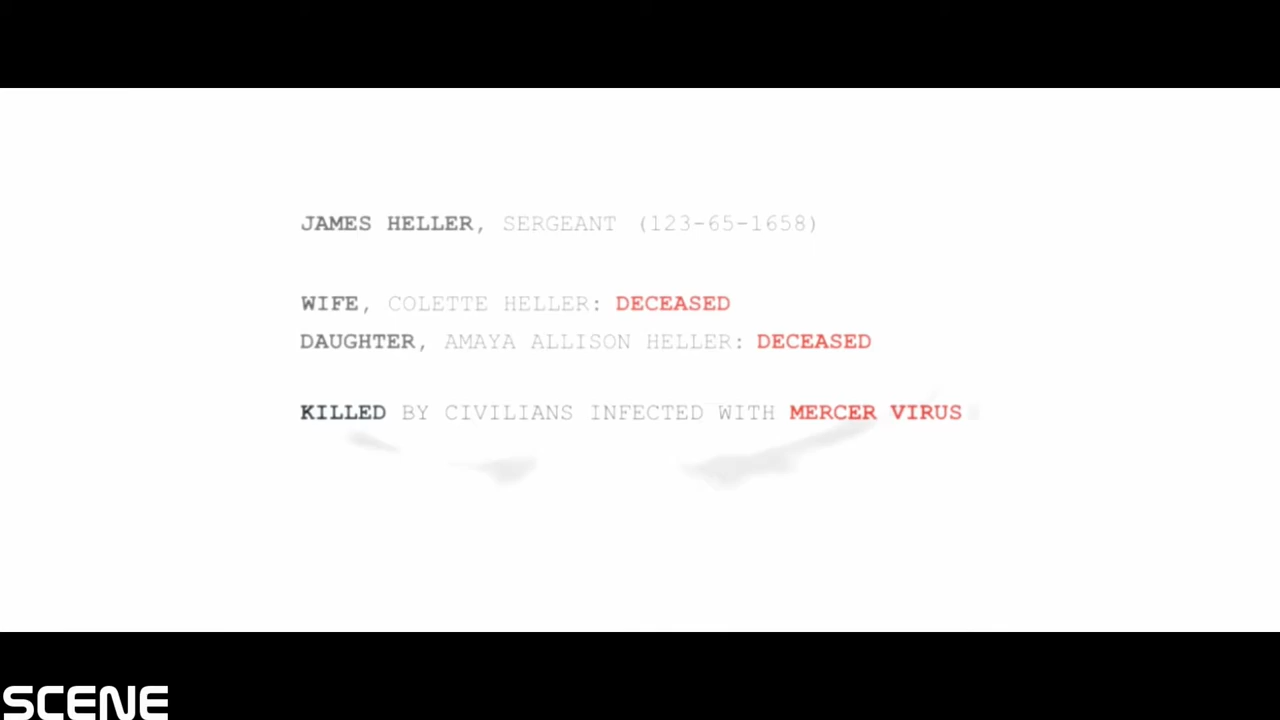 JAMES HELLER, SERGEANT (123-65-1658)
WIFE, COLETTE HELLER: DECEASED
DAUGHTER, AMAYA ALLISON HELLER: DECEASED
KILLED BY CIVILIANS INFECTED WITH MERCER VIRUS
SCENE